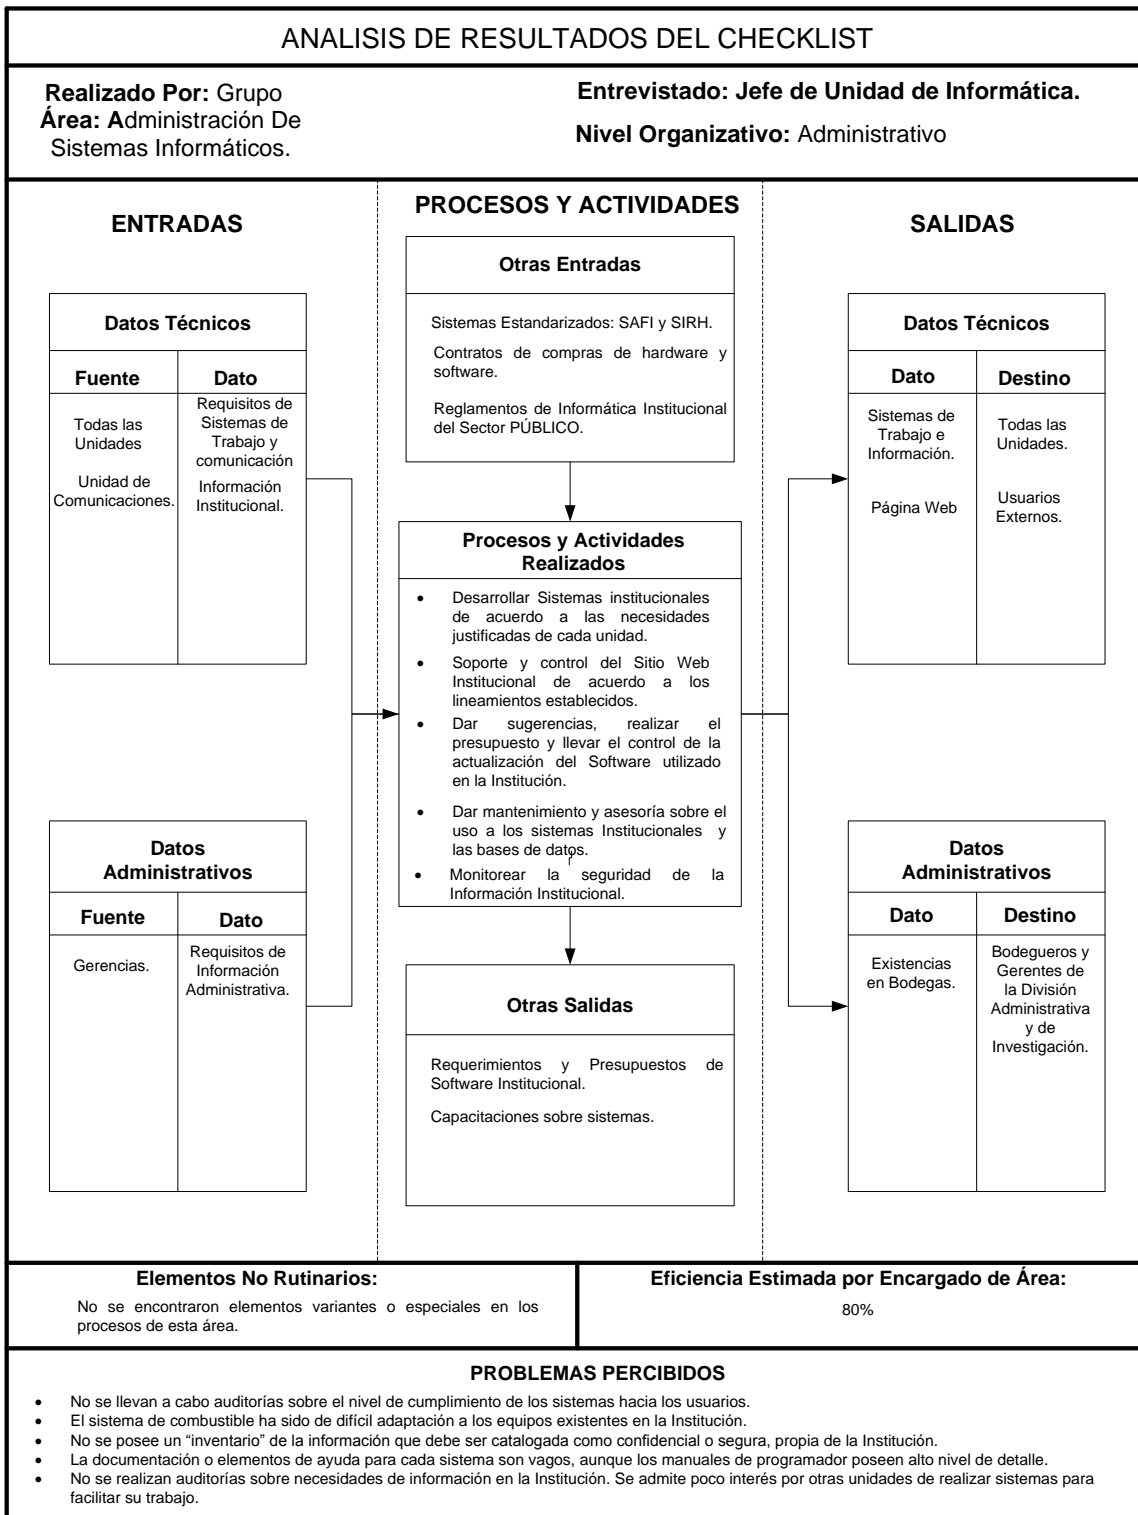 ANALISIS DE RESULTADOS DEL CHECKLIST
Realizado Por: Grupo
Área: Administración De
Sistemas Informáticos.
Entrevistado: Jefe de Unidad de Informática.
Nivel Organizativo: Administrativo
ENTRADAS
Datos Técnicos
Fuente
Dato
Todas las
Unidades
Unidad de
Comunicaciones.
Requisitos de
Sistemas de
Trabajo y
comunicación
Información
Institucional.
Datos
Administrativos
Fuente
Dato
Gerencias.
Requisitos de
Información
Administrativa.
PROCESOS Y ACTIVIDADES
Otras Entradas
Sistemas Estandarizados: SAFI y SIRH.
Contratos de compras de hardware y
software.
Reglamentos de Informática Institucional
del Sector PÚBLICO.
Procesos y Actividades
Realizados
• Desarrollar Sistemas institucionales
de acuerdo a las necesidades
justificadas de cada unidad.
• Soporte y control del Sitio Web
Institucional de acuerdo a los
lineamientos establecidos.
• Dar sugerencias, realizar el
presupuesto y llevar el control de la
actualización del Software utilizado
en la Institución.
• Dar mantenimiento y asesoría sobre el
uso a los sistemas Institucionales y
las bases de datos.
• Monitorear la seguridad de la
Información Institucional.
Otras Salidas
Requerimientos y Presupuestos de
Software Institucional.
Capacitaciones sobre sistemas.
SALIDAS
Datos Técnicos
Dato
Destino
Sistemas de
Trabajo e
Información.
Página Web
Todas las
Unidades.
Usuarios
Externos.
Datos
Administrativos
Dato
Destino
Existencias
en Bodegas.
Bodegueros y
Gerentes de
la División
Administrativa
y de
Investigación.
Elementos No Rutinarios:
No se encontraron elementos variantes o especiales en los
procesos de esta área.
Eficiencia Estimada por Encargado de Área:
80%
PROBLEMAS PERCIBIDOS
• No se llevan a cabo auditorías sobre el nivel de cumplimiento de los sistemas hacia los usuarios.
• El sistema de combustible ha sido de difícil adaptación a los equipos existentes en la Institución.
• No se posee un “inventario” de la información que debe ser catalogada como confidencial o segura, propia de la Institución.
• La documentación o elementos de ayuda para cada sistema son vagos, aunque los manuales de programador poseen alto nivel de detalle.
• No se realizan auditorías sobre necesidades de información en la Institución. Se admite poco interés por otras unidades de realizar sistemas para
facilitar su trabajo.